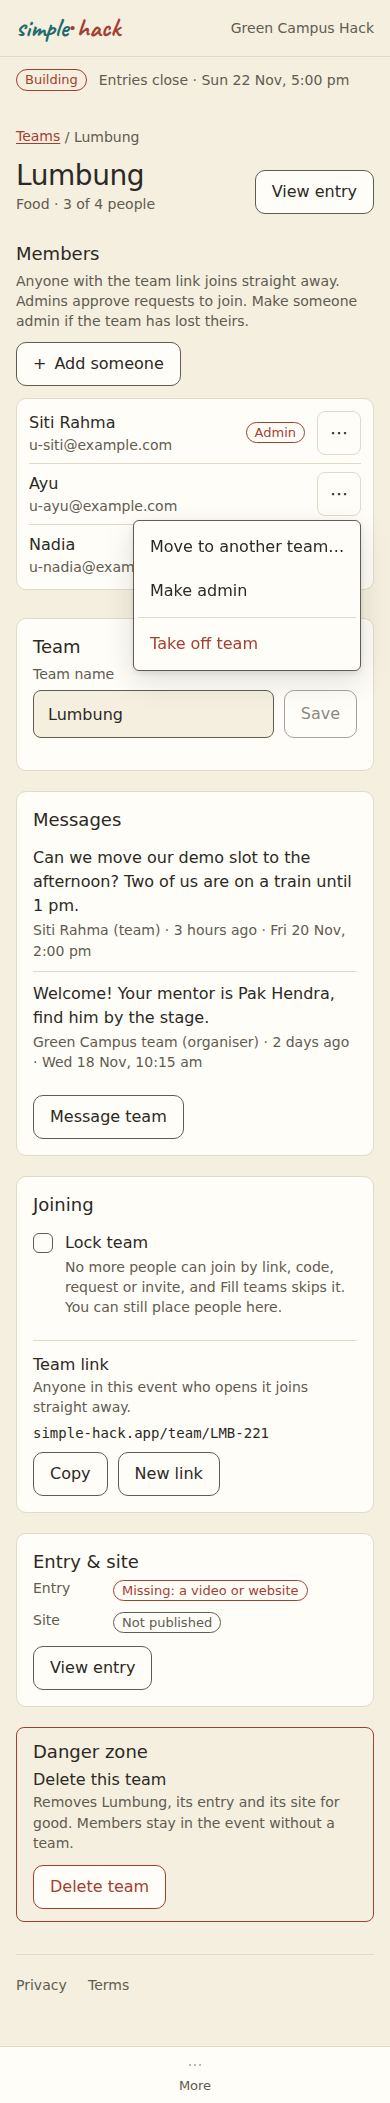 simple·hack
Green Campus Hack
Building
Entries close · Sun 22 Nov, 5:00 pm
Teams / Lumbung
Lumbung
Food · 3 of 4 people
View entry
Members
Anyone with the team link joins straight away.
Admins approve requests to join. Make someone
admin if the team has lost theirs.
+ Add someone
Siti Rahma
u-siti@example.com
Admin
···
Ayu
u-ayu@example.com
···
Nadia
u-nadia@exam
Move to another team…
Make admin
Take off team
Team
Team name
Lumbung
Save
Messages
Can we move our demo slot to the
afternoon? Two of us are on a train until
1 pm.
Siti Rahma (team) · 3 hours ago · Fri 20 Nov,
2:00 pm
Welcome! Your mentor is Pak Hendra,
find him by the stage.
Green Campus team (organiser) · 2 days ago
· Wed 18 Nov, 10:15 am
Message team
Joining
Lock team
No more people can join by link, code,
request or invite, and Fill teams skips it.
You can still place people here.
Team link
Anyone in this event who opens it joins
straight away.
simple-hack.app/team/LMB-221
Copy
New link
Entry & site
Entry
Missing: a video or website
Site
Not published
View entry
Danger zone
Delete this team
Removes Lumbung, its entry and its site for
good. Members stay in the event without a
team.
Delete team
Privacy
Terms
···
More